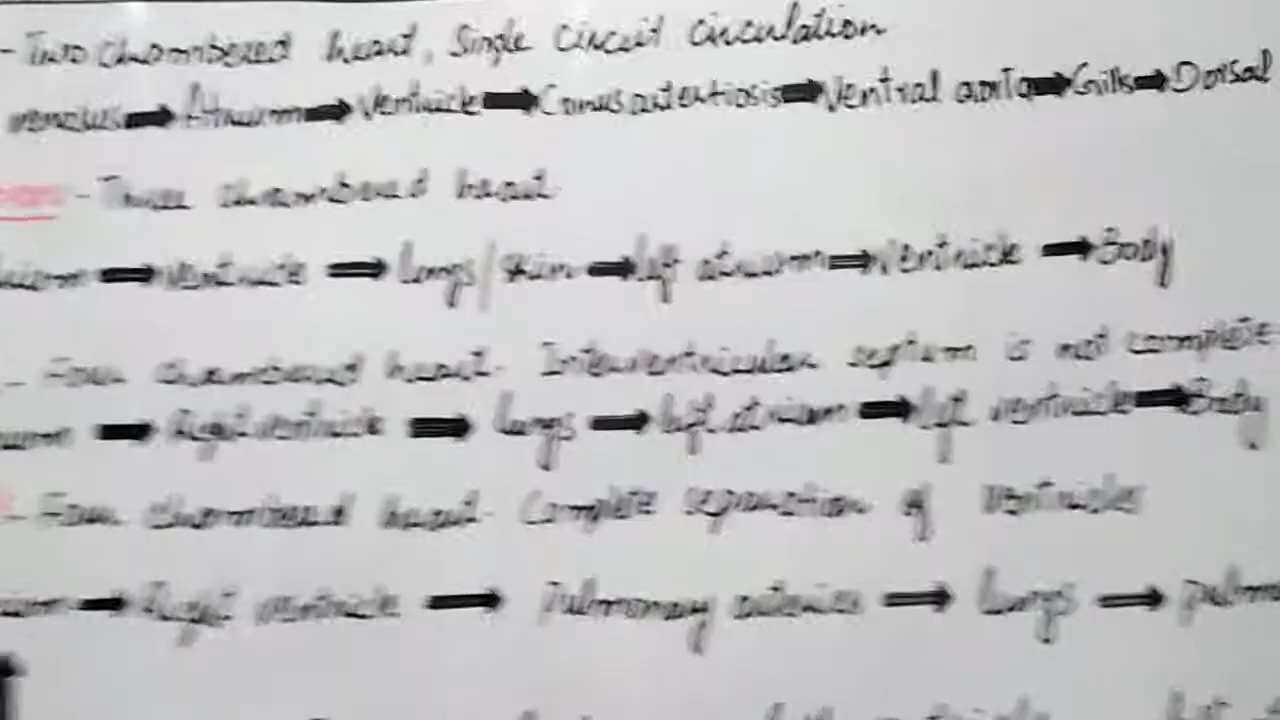 - Two chambered heart, Single circuit circulation
venosus → Atrium → Ventricle → Conus arteriosis → Ventral aorta → Gills → Dorsal
- Three chambered heart
→ Ventricle → lungs/skin → left atrium → Ventricle → Body
- Four chambered heart. Interventricular septum is not complete
→ Right ventricle → lungs → left atrium → left ventricle → Body
- Four chambered heart. Complete separation of ventricles
→ Right ventricle → Pulmonary arteries → lungs →